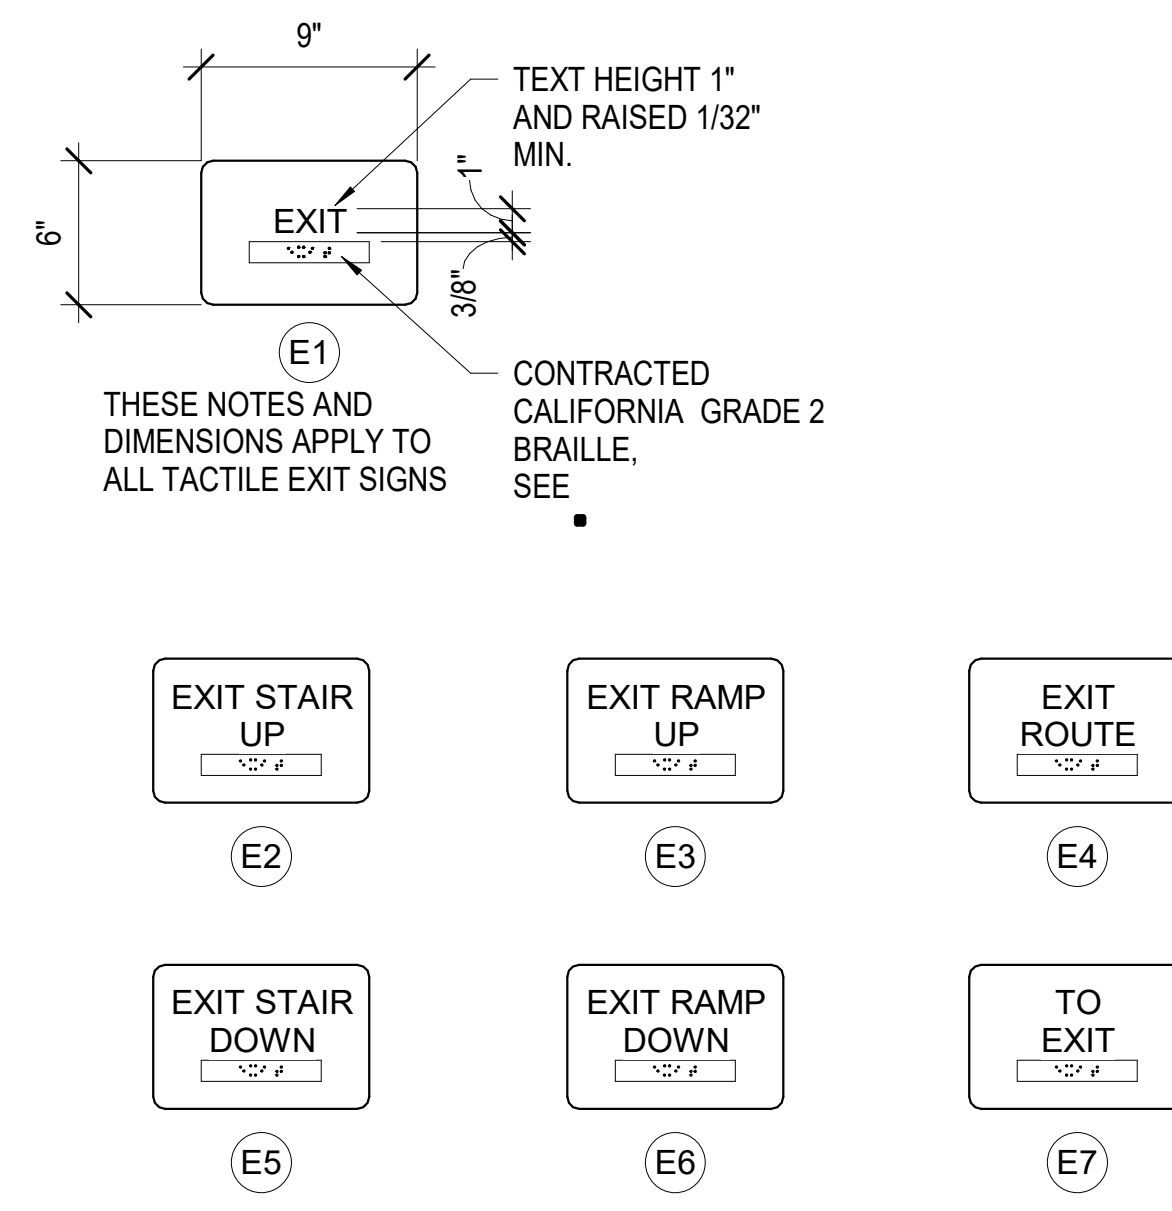 9"
TEXT HEIGHT 1"
AND RAISED 1/32"
MIN.
1"
6"
EXIT
3/8"
E1
CONTRACTED
CALIFORNIA GRADE 2
BRAILLE,
SEE
THESE NOTES AND
DIMENSIONS APPLY TO
ALL TACTILE EXIT SIGNS
EXIT STAIR
UP
E2
EXIT RAMP
UP
E3
EXIT
ROUTE
E4
EXIT STAIR
DOWN
E5
EXIT RAMP
DOWN
E6
TO
EXIT
E7